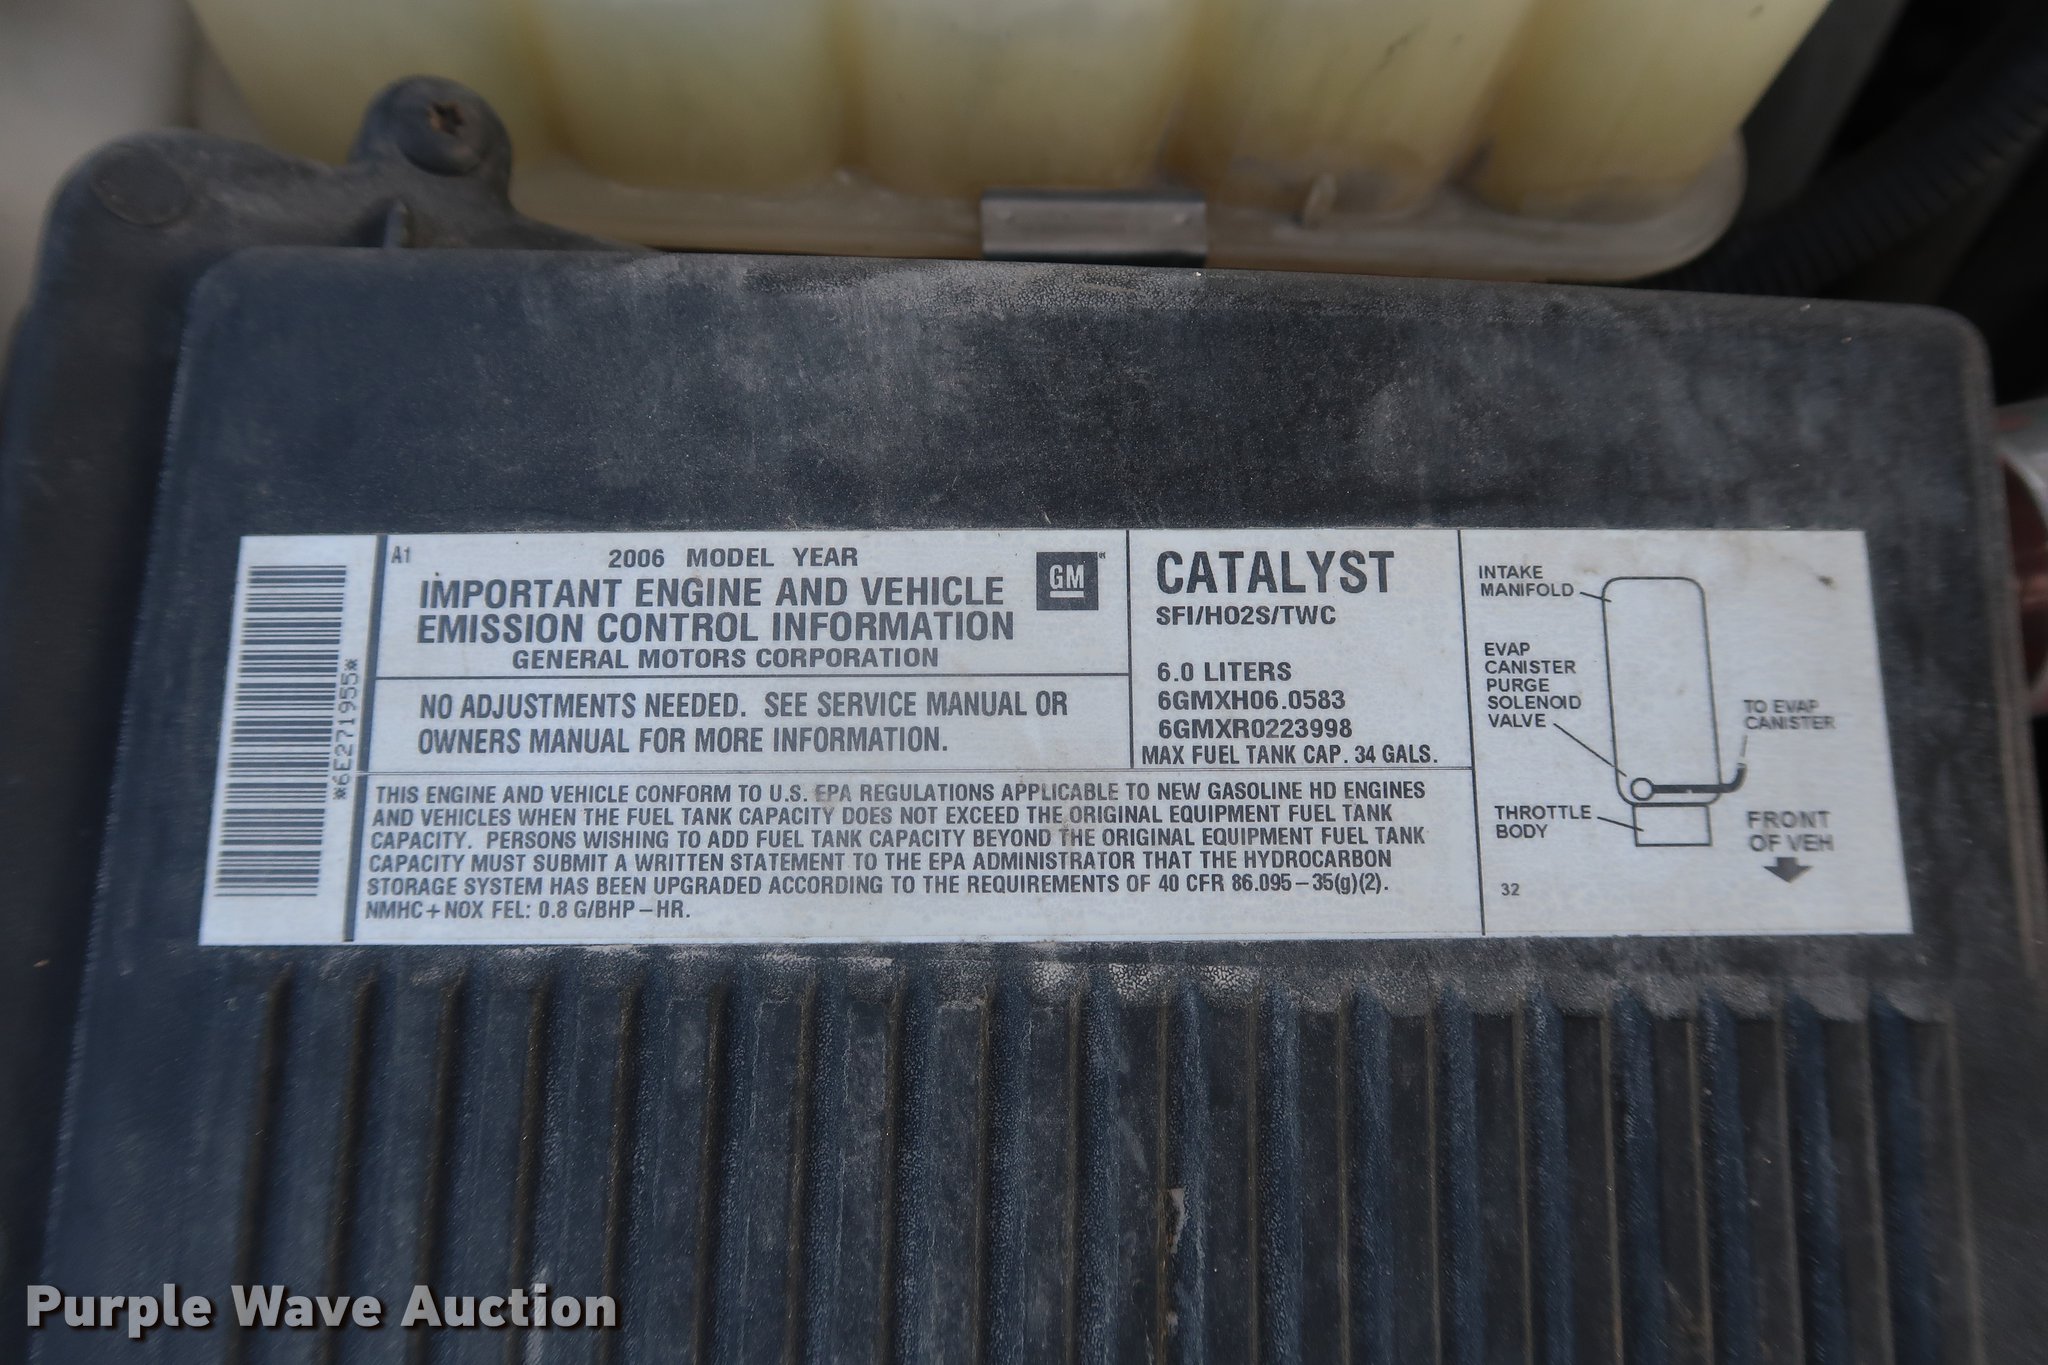 *6E271955*
A1
2006 MODEL YEAR
IMPORTANT ENGINE AND VEHICLE
EMISSION CONTROL INFORMATION
GENERAL MOTORS CORPORATION
GM
NO ADJUSTMENTS NEEDED. SEE SERVICE MANUAL OR
OWNERS MANUAL FOR MORE INFORMATION.
CATALYST
SFI/HO2S/TWC
6.0 LITERS
6GMXH06.0583
6GMXR0223998
MAX FUEL TANK CAP. 34 GALS.
THIS ENGINE AND VEHICLE CONFORM TO U.S. EPA REGULATIONS APPLICABLE TO NEW GASOLINE HD ENGINES
AND VEHICLES WHEN THE FUEL TANK CAPACITY DOES NOT EXCEED THE ORIGINAL EQUIPMENT FUEL TANK
CAPACITY. PERSONS WISHING TO ADD FUEL TANK CAPACITY BEYOND THE ORIGINAL EQUIPMENT FUEL TANK
CAPACITY MUST SUBMIT A WRITTEN STATEMENT TO THE EPA ADMINISTRATOR THAT THE HYDROCARBON
STORAGE SYSTEM HAS BEEN UPGRADED ACCORDING TO THE REQUIREMENTS OF 40 CFR 86.095-35(g)(2).
NMHC+NOX FEL: 0.8 G/BHP-HR.
INTAKE
MANIFOLD
EVAP
CANISTER
PURGE
SOLENOID
VALVE
TO EVAP
CANISTER
THROTTLE
BODY
FRONT
OF VEH
32
Purple Wave Auction